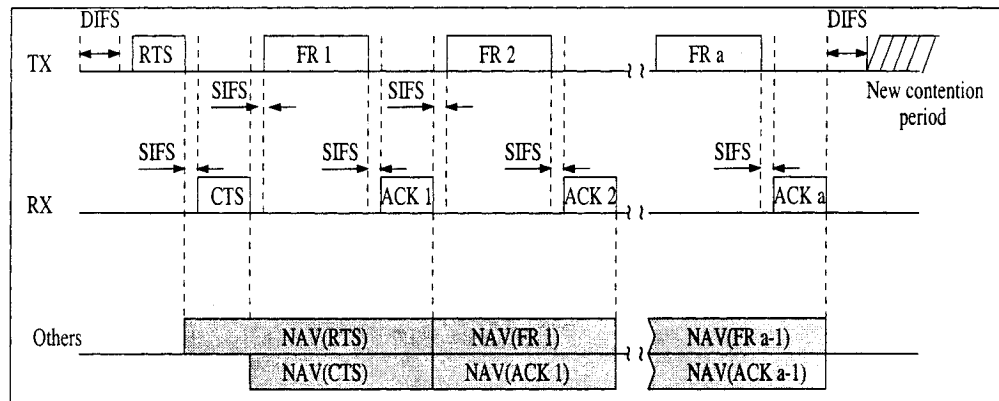 DIFS DIFS
TX RTS FR 1 FR 2 FR a
SIFS SIFS New contention
period
SIFS SIFS SIFS SIFS
RX CTS ACK 1 ACK 2 ACK a
Others NAV(RTS) NAV(FR 1) NAV(FR a-1)
NAV(CTS) NAV(ACK 1) NAV(ACK a-1)